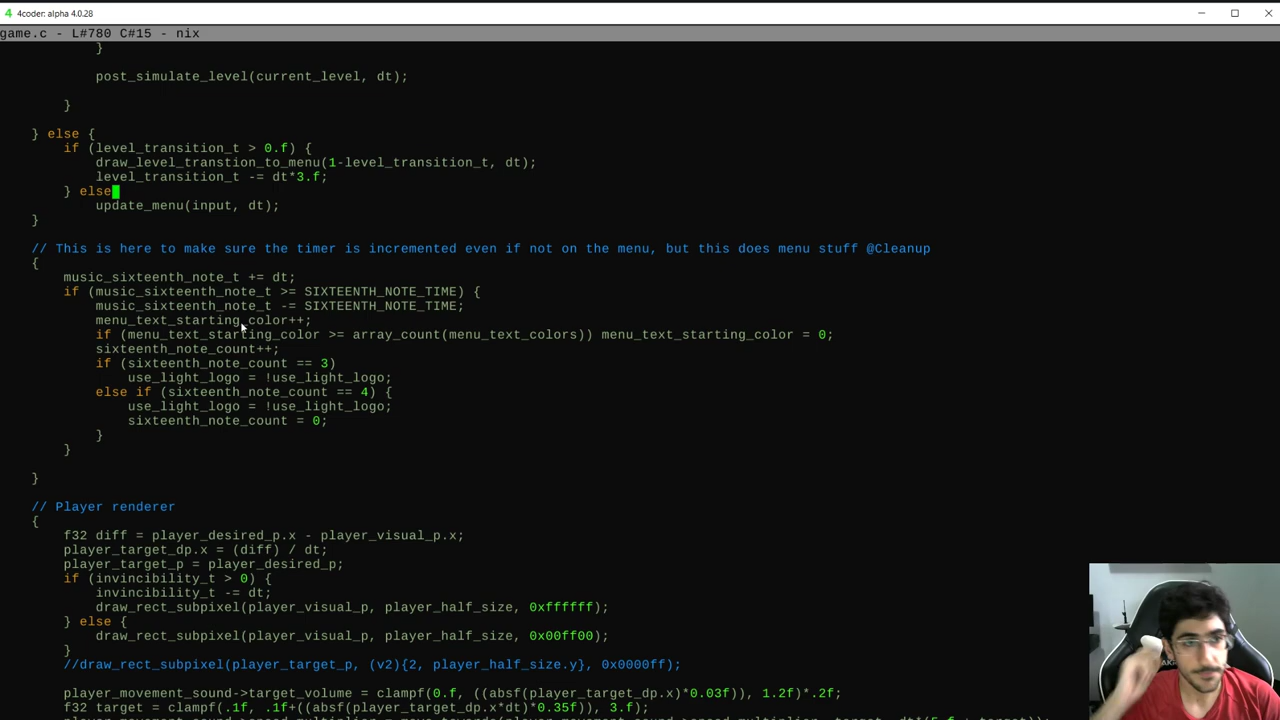 4 4coder: alpha 4.0.28
game.c - L#780 C#15 - nix
}
post_simulate_level(current_level, dt);
}
} else {
if (level_transition_t > 0.f) {
draw_level_transtion_to_menu(1-level_transition_t, dt);
level_transition_t -= dt*3.f;
} else
update_menu(input, dt);
}
// This is here to make sure the timer is incremented even if not on the menu, but this does menu stuff @Cleanup
{
music_sixteenth_note_t += dt;
if (music_sixteenth_note_t >= SIXTEENTH_NOTE_TIME) {
music_sixteenth_note_t -= SIXTEENTH_NOTE_TIME;
menu_text_starting_color++;
if (menu_text_starting_color >= array_count(menu_text_colors)) menu_text_starting_color = 0;
sixteenth_note_count++;
if (sixteenth_note_count == 3)
use_light_logo = !use_light_logo;
else if (sixteenth_note_count == 4) {
use_light_logo = !use_light_logo;
sixteenth_note_count = 0;
}
}
}
// Player renderer
{
f32 diff = player_desired_p.x - player_visual_p.x;
player_target_dp.x = (diff) / dt;
player_target_p = player_desired_p;
if (invincibility_t > 0) {
invincibility_t -= dt;
draw_rect_subpixel(player_visual_p, player_half_size, 0xffffff);
} else {
draw_rect_subpixel(player_visual_p, player_half_size, 0x00ff00);
}
//draw_rect_subpixel(player_target_p, (v2){2, player_half_size.y}, 0x0000ff);
player_movement_sound->target_volume = clampf(0.f, ((absf(player_target_dp.x)*0.03f)), 1.2f)*.2f;
f32 target = clampf(.1f, .1f+((absf(player_target_dp.x*dt)*0.35f)), 3.f);